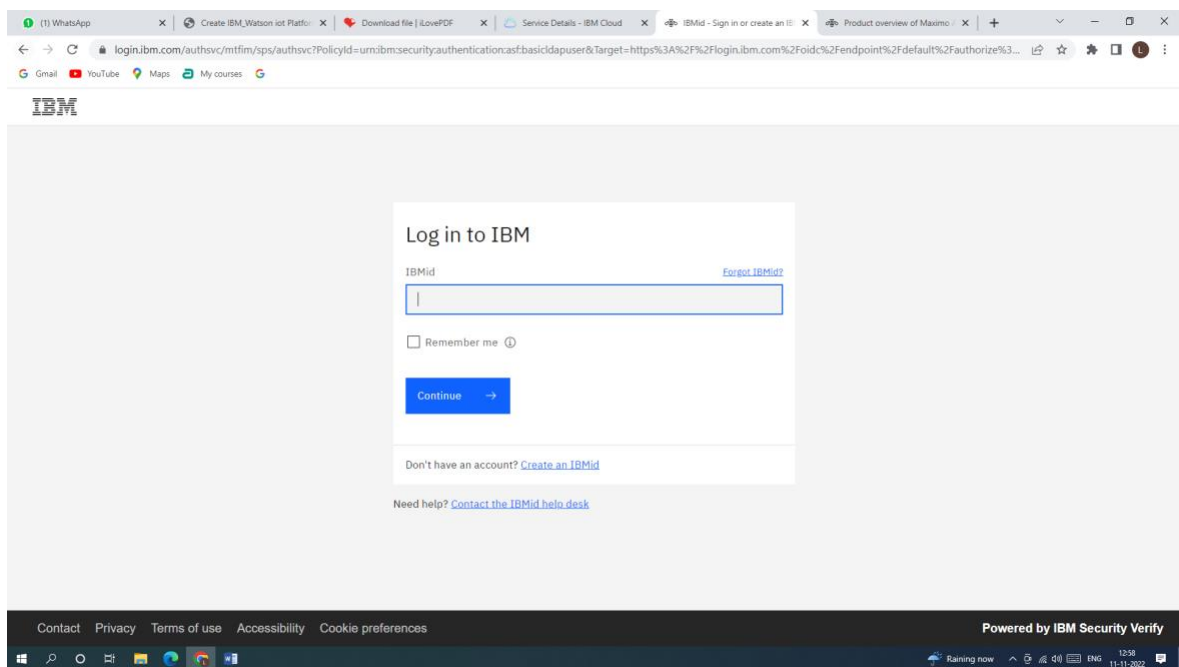 (1) WhatsApp
Create IBM_Watson iot Platfor
Download file | iLovePDF
Service Details - IBM Cloud
IBMid - Sign in or create an IB
Product overview of Maximo A
login.ibm.com/authsvc/mtfim/sps/authsvc?PolicyId=urn:ibm:security:authentication:asf:basicldapuser&Target=https%3A%2F%2Flogin.ibm.com%2Foidc%2Fendpoint%2Fdefault%2Fauthorize%3...
L
Gmail YouTube Maps My courses
IBM
Log in to IBM
IBMid Forgot IBMid?
Remember me
Continue
Don't have an account? Create an IBMid
Need help? Contact the IBMid help desk
Contact Privacy Terms of use Accessibility Cookie preferences Powered by IBM Security Verify
Raining now ENG 12:58
11-11-2022